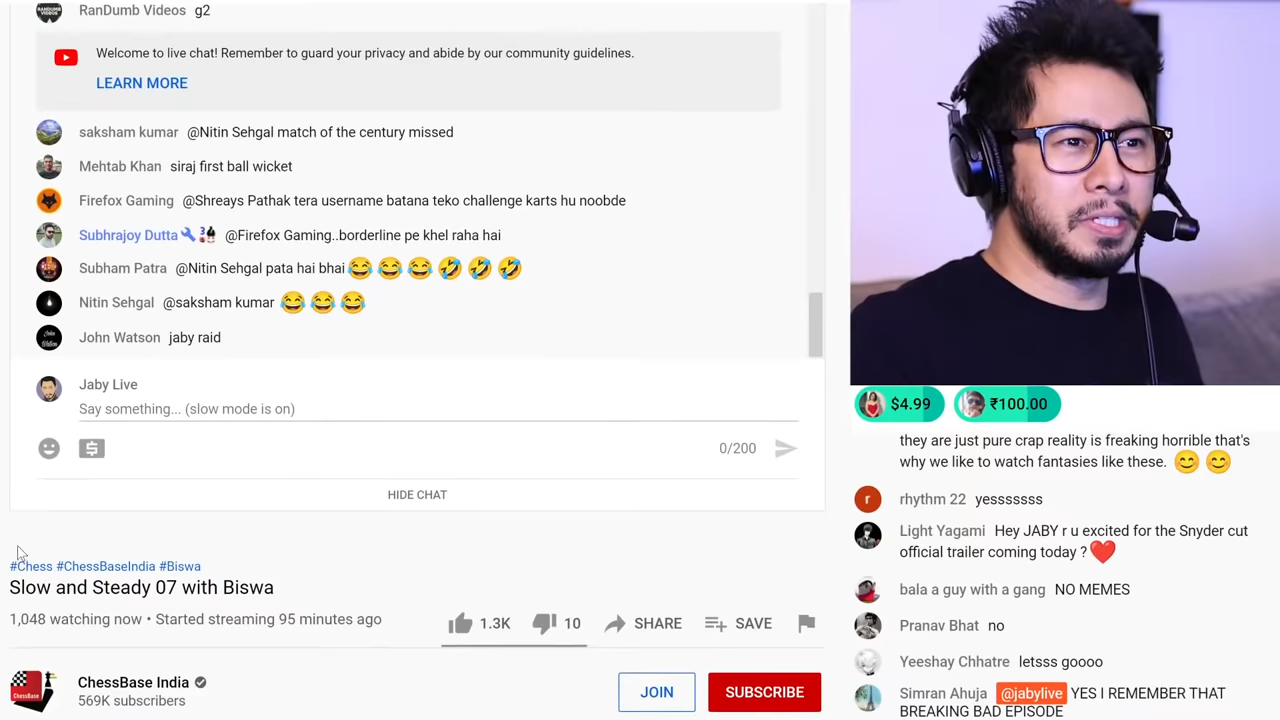 RanDumb Videos g2
Welcome to live chat! Remember to guard your privacy and abide by our community guidelines.
LEARN MORE
saksham kumar @Nitin Sehgal match of the century missed
Mehtab Khan siraj first ball wicket
Firefox Gaming @Shreays Pathak tera username batana teko challenge karts hu noobde
Subhrajoy Dutta @Firefox Gaming..borderline pe khel raha hai
Subham Patra @Nitin Sehgal pata hai bhai 😂😂😂🤣🤣🤣
Nitin Sehgal @saksham kumar 😂😂😂
John Watson jaby raid
Jaby Live
Say something... (slow mode is on)
0/200
HIDE CHAT
#Chess #ChessBaseIndia #Biswa
Slow and Steady 07 with Biswa
1,048 watching now • Started streaming 95 minutes ago
1.3K 10 SHARE SAVE
ChessBase
ChessBase India
569K subscribers
JOIN SUBSCRIBE
$4.99 ₹100.00
they are just pure crap reality is freaking horrible that's
why we like to watch fantasies like these. 😊 😊
r
rhythm 22 yesssssss
Light Yagami Hey JABY r u excited for the Snyder cut
official trailer coming today ? ❤️
bala a guy with a gang NO MEMES
Pranav Bhat no
Yeeshay Chhatre letsss goooo
Simran Ahuja @jabylive YES I REMEMBER THAT
BREAKING BAD EPISODE